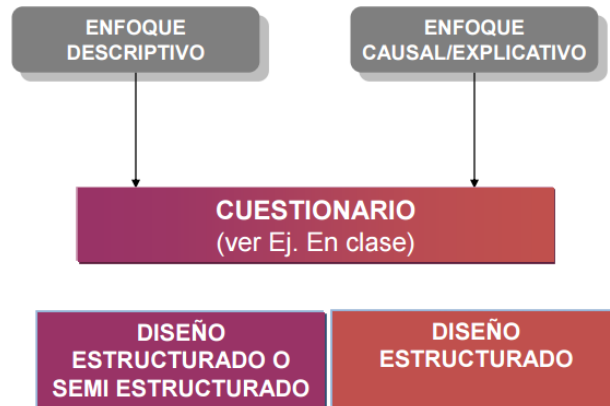 ENFOQUE
DESCRIPTIVO
ENFOQUE
CAUSAL/EXPLICATIVO
CUESTIONARIO
(ver Ej. En clase)
DISEÑO
ESTRUCTURADO O
SEMI ESTRUCTURADO
DISEÑO
ESTRUCTURADO